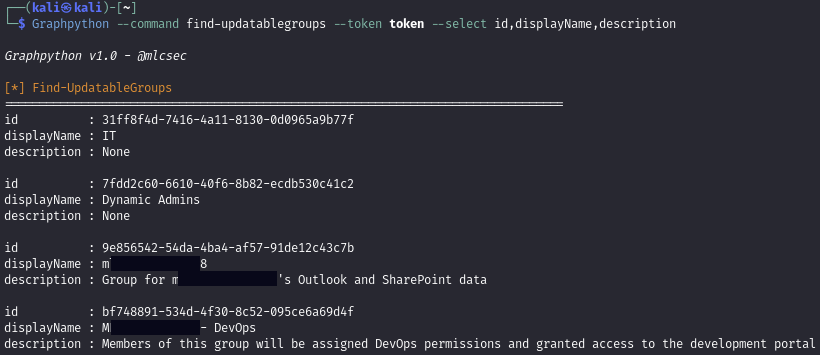 ┌──(kali㉿kali)-[~]
└─$ Graphpython --command find-updatablegroups --token token --select id,displayName,description
Graphpython v1.0 - @mlcsec
[*] Find-UpdatableGroups
================================================================================
id : 31ff8f4d-7416-4a11-8130-0d0965a9b77f
displayName : IT
description : None
id : 7fdd2c60-6610-40f6-8b82-ecdb530c41c2
displayName : Dynamic Admins
description : None
id : 9e856542-54da-4ba4-af57-91de12c43c7b
displayName : m 8
description : Group for m 's Outlook and SharePoint data
id : bf748891-534d-4f30-8c52-095ce6a69d4f
displayName : M - DevOps
description : Members of this group will be assigned DevOps permissions and granted access to the development portal